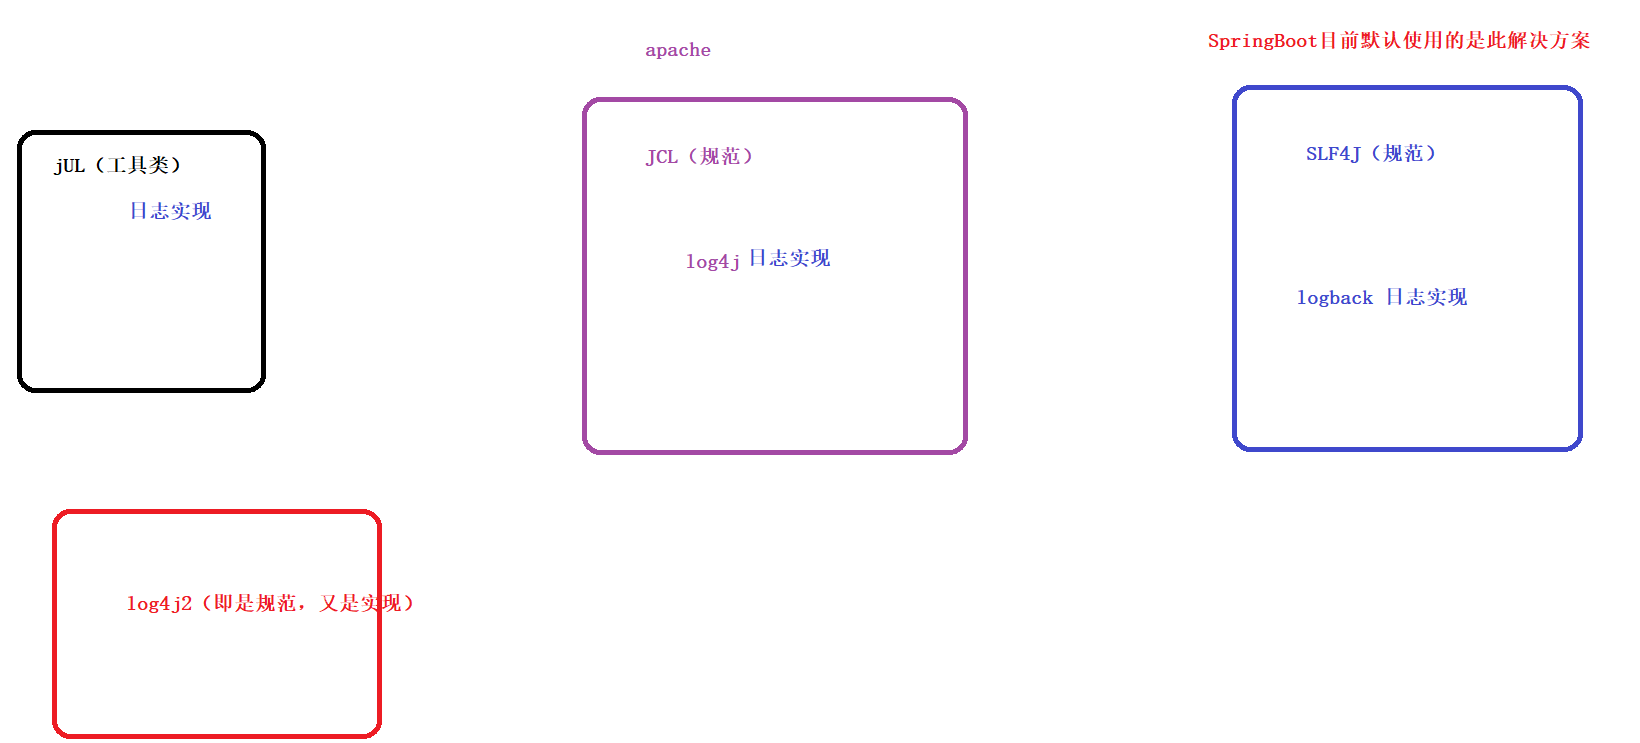 apache
SpringBoot目前默认使用的是此解决方案
jUL（工具类）
日志实现
JCL（规范）
log4j 日志实现
SLF4J（规范）
logback 日志实现
log4j2（即是规范，又是实现）